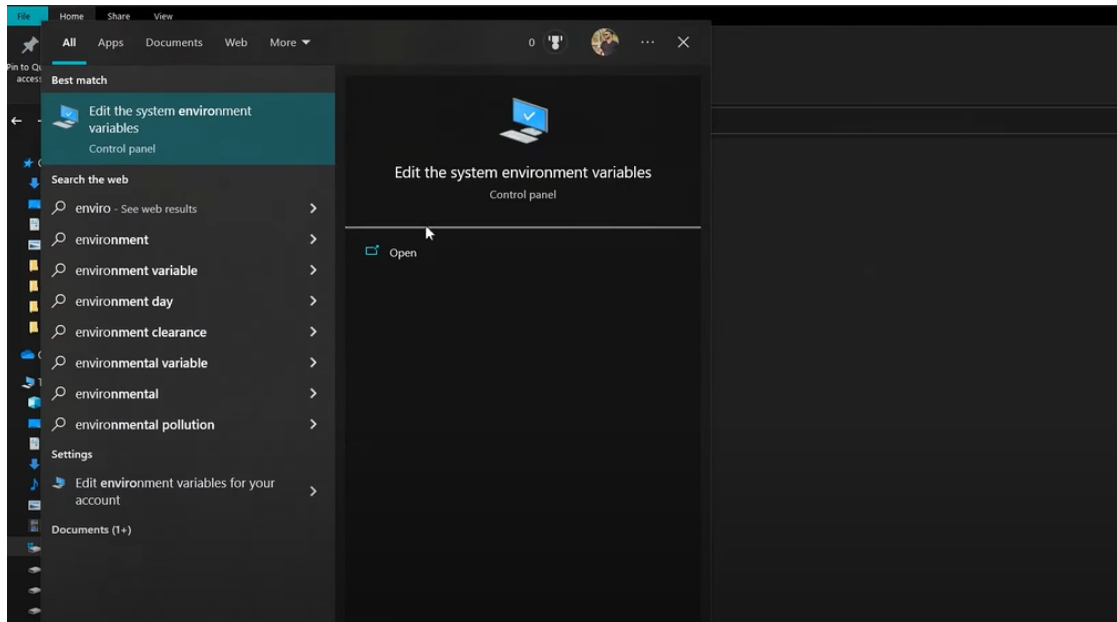 File Home Share View
Pin to Qu
access
All Apps Documents Web More
0
Best match
Edit the system environment
variables
Control panel
Search the web
enviro - See web results
environment
environment variable
environment day
environment clearance
environmental variable
environmental
environmental pollution
Settings
Edit environment variables for your
account
Documents (1+)
Edit the system environment variables
Control panel
Open